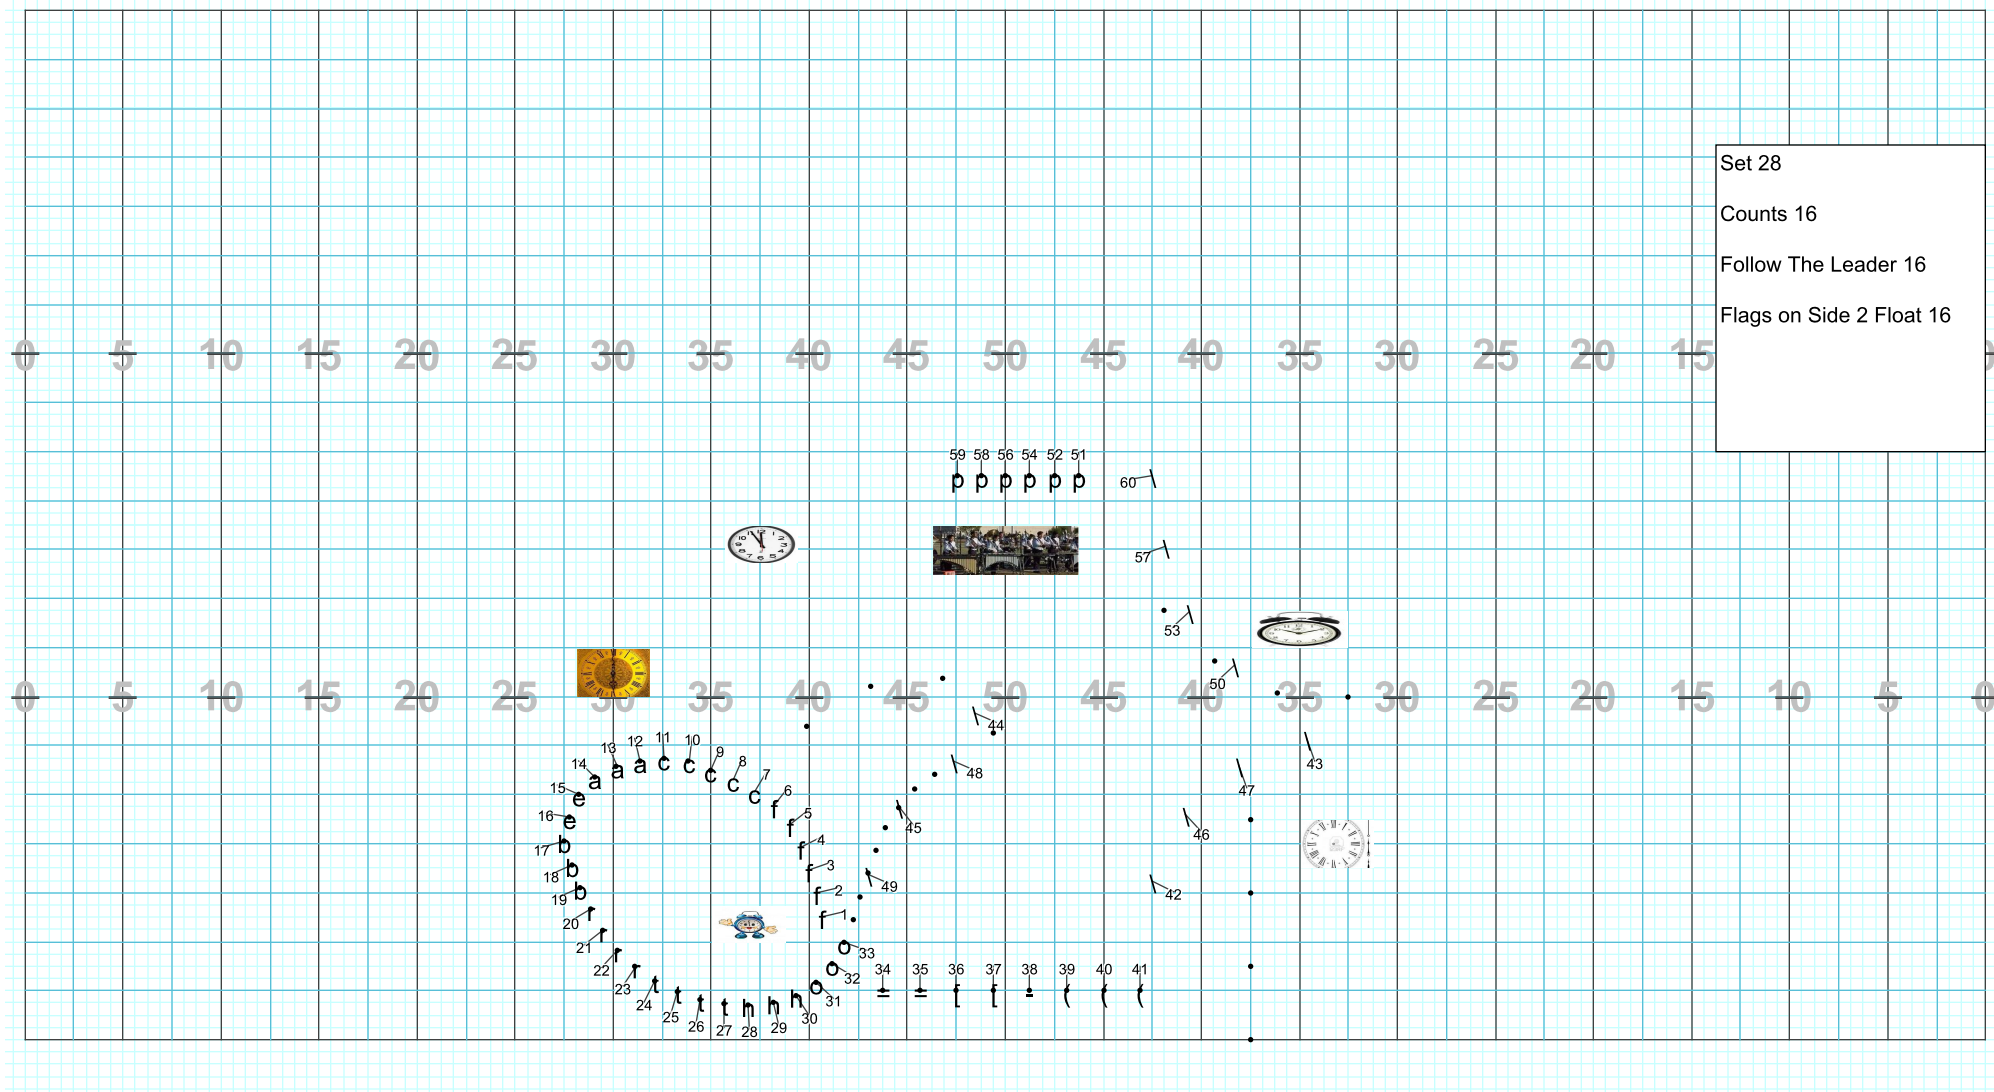 Set 28
Counts 16
Follow The Leader 16
Flags on Side 2 Float 16
0 5 10 15 20 25 30 35 40 45 50 45 40 35 30 25 20 15 0
59 58 56 54 52 51
p p p p p p
60
57
53
50
0 5 10 15 20 25 30 35 40 45 50 45 40 35 30 25 20 15 10 5 0
44
48
45
49
43
47
46
42
13 12 11 10 9 8 7 6 5 4 3 2 1
a a c c c c c f f f f f f
14 a
15 e
16 e
17 b
18 b
19 b
20 r
21 r
22 r
23 r
24 t
25 t
26 t
27 t
28 h
29 h
30 h
31 o
32 o
33 o
34 35 36 37 38 39 40 41
= = [ [ - ( ( (